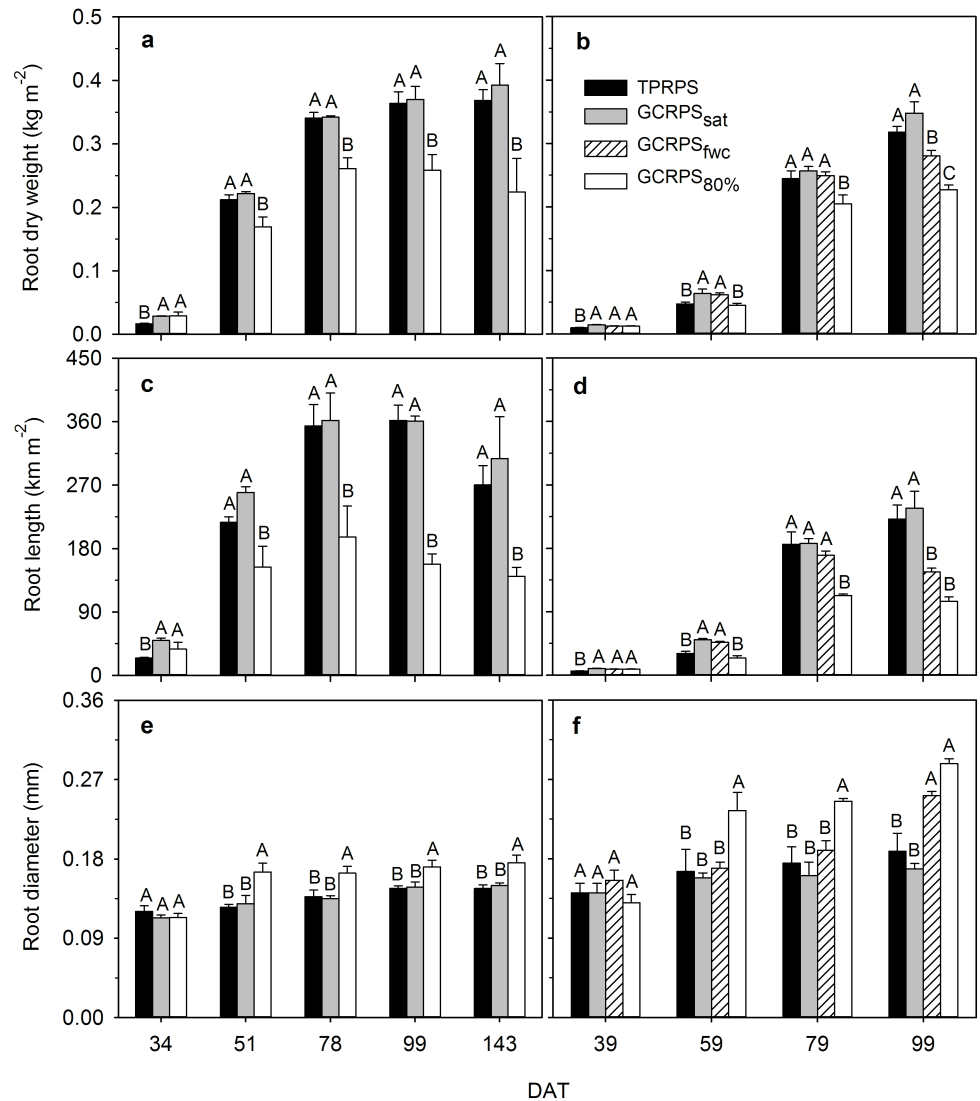 a
b
Root dry weight (kg m-2)
0.5
0.4
0.3
0.2
0.1
0.0
TPRPS
GCRPSsat
GCRPSfwc
GCRPS80%
B A A
A A B
A A B
A A B
A A B
B A A A
B A A B
A A A B
A A B C
c
d
Root length (km m-2)
450
360
270
180
90
0
B A A
A A B
A A B
A A B
A A B
B A A A
B A A B
A A A B
A A B B
e
f
Root diameter (mm)
0.36
0.27
0.18
0.09
0.00
A A A
B B A
B B A
B B A
B B A
A A A A
B B B A
B B B A
B B A A
34 51 78 99 143
39 59 79 99
DAT